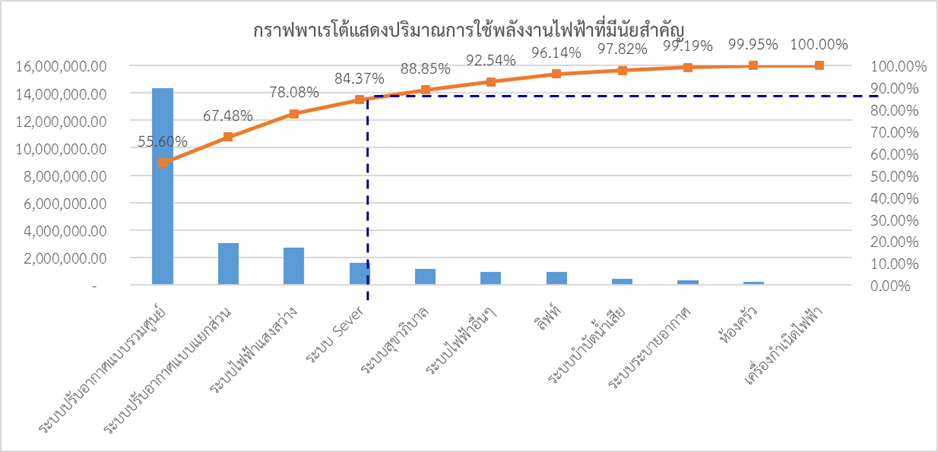 กราฟพาเรโต้แสดงปริมาณการใช้พลังงานไฟฟ้าที่มีนัยสำคัญ
16,000,000.00
14,000,000.00
12,000,000.00
10,000,000.00
8,000,000.00
6,000,000.00
4,000,000.00
2,000,000.00
-
55.60%
67.48%
78.08%
84.37%
88.85%
92.54%
96.14%
97.82%
99.19%
99.95%
100.00%
100.00%
90.00%
80.00%
70.00%
60.00%
50.00%
40.00%
30.00%
20.00%
10.00%
0.00%
ระบบปรับอากาศแบบรวมศูนย์
ระบบปรับอากาศแบบแยกส่วน
ระบบไฟฟ้าแสงสว่าง
ระบบ Sever
ระบบสุขาภิบาล
ระบบไฟฟ้าอื่นๆ
ลิฟท์
ระบบบำบัดน้ำเสีย
ระบบระบายอากาศ
ห้องครัว
เครื่องกำเนิดไฟฟ้า